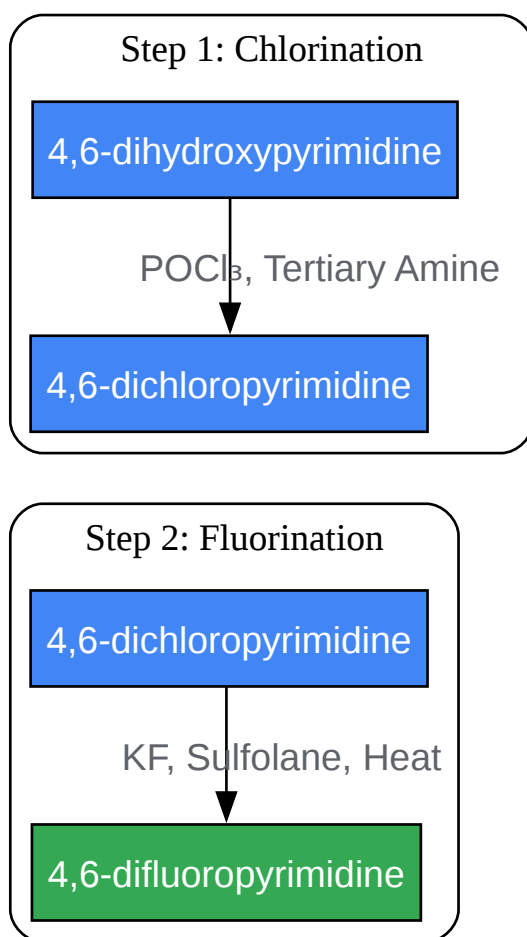 Step 1: Chlorination
4,6-dihydroxypyrimidine
POCl₃, Tertiary Amine
4,6-dichloropyrimidine
Step 2: Fluorination
4,6-dichloropyrimidine
KF, Sulfolane, Heat
4,6-difluoropyrimidine